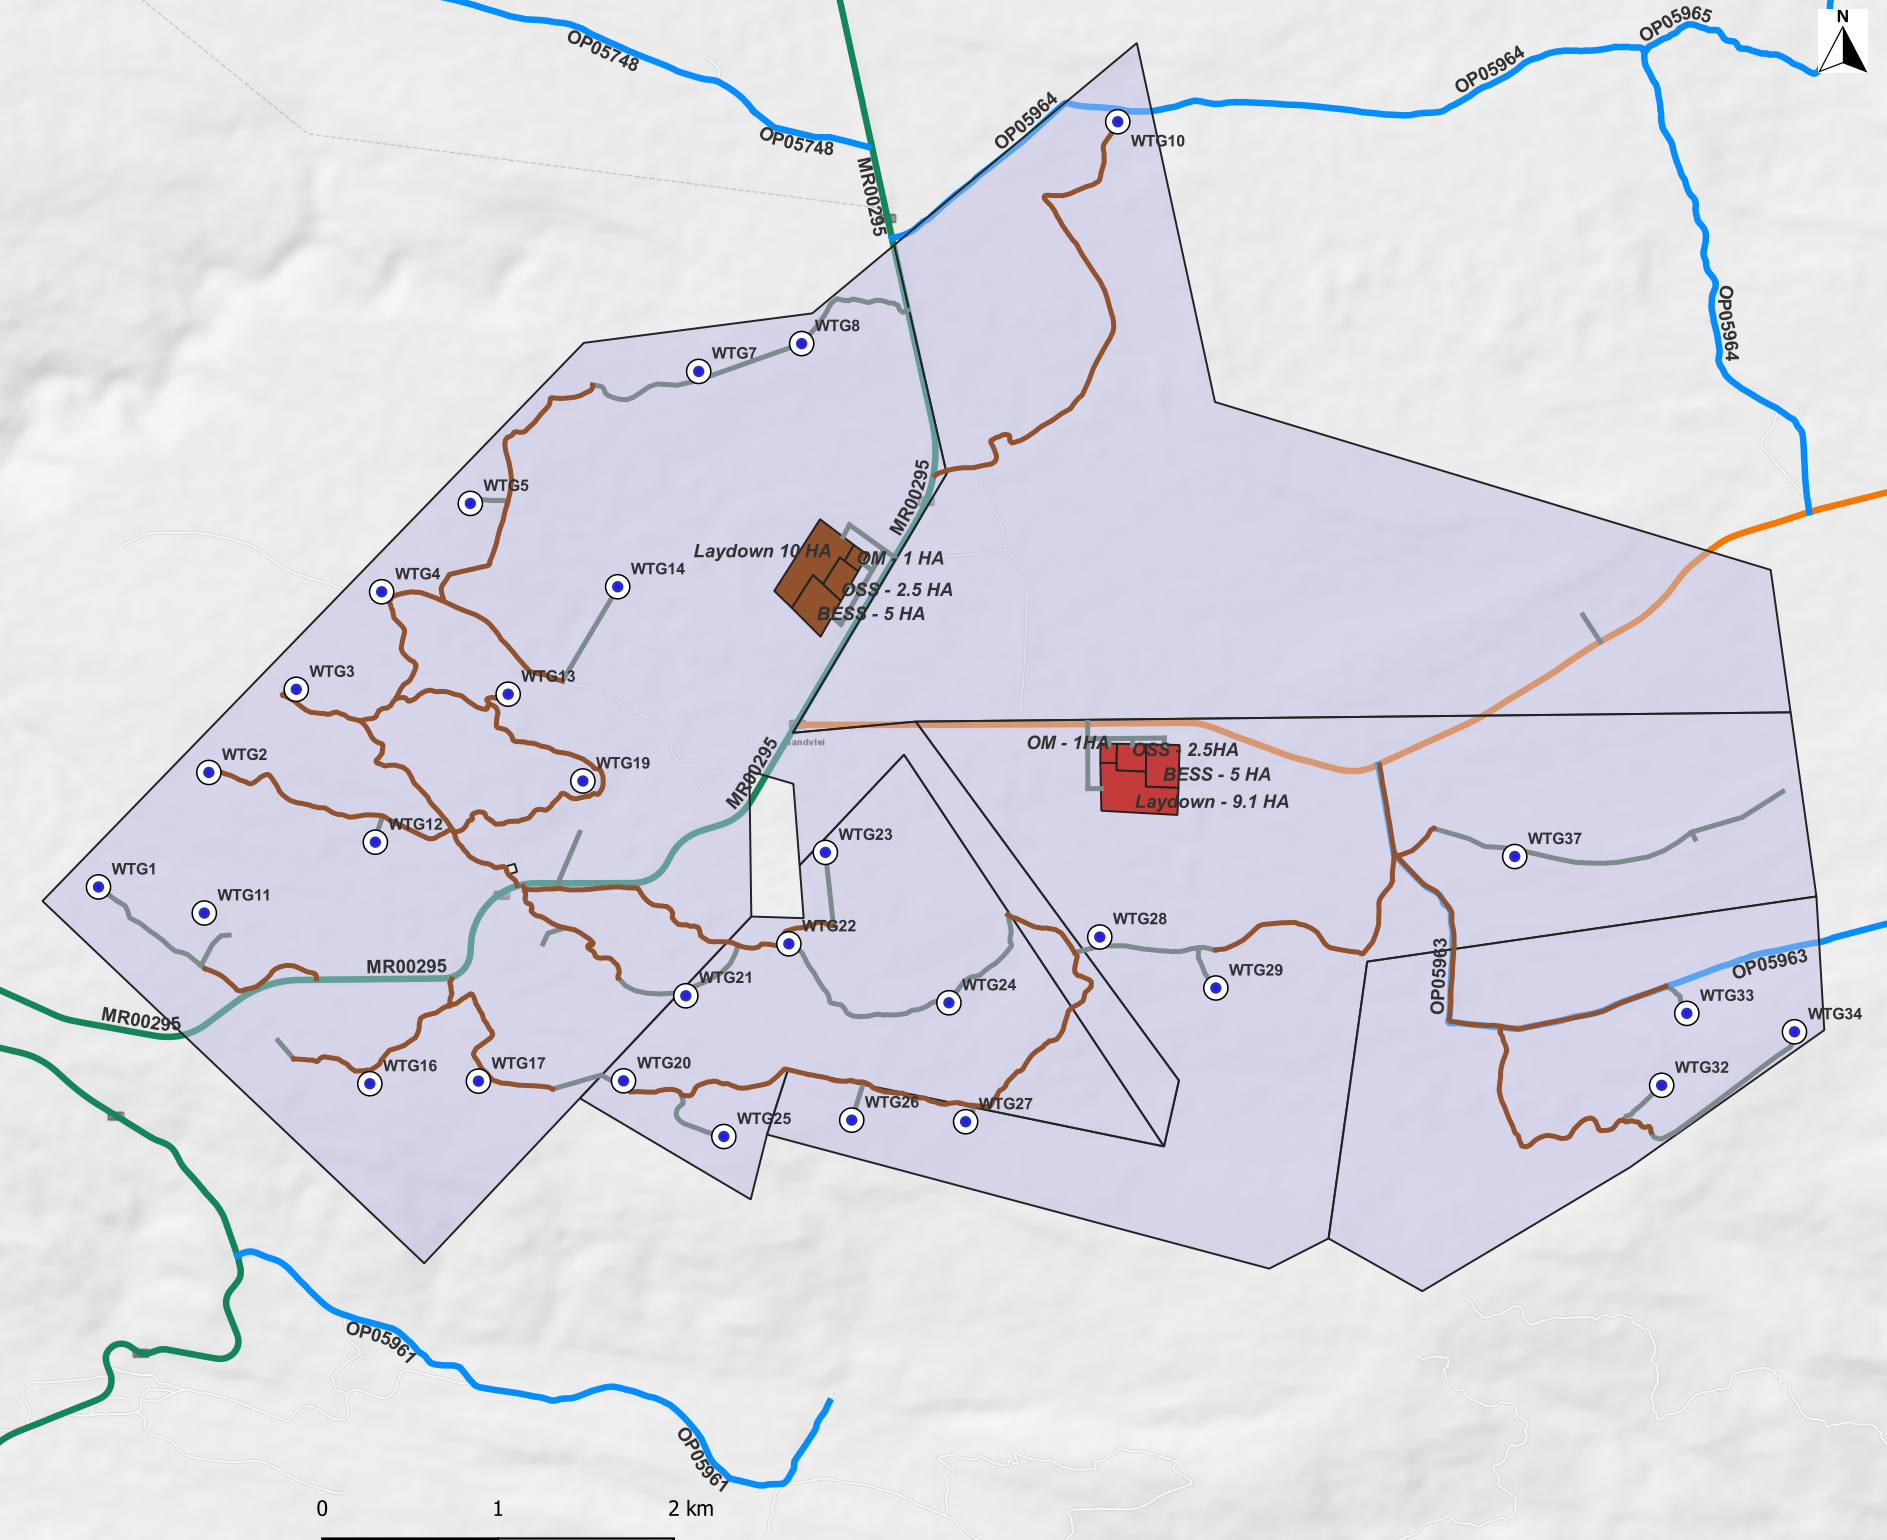 N
OP05965
OP05748
OP05964
OP05964
OP05748
WTG10
MR00295
OP05964
WTG8
WTG7
WTG5
MR00295
Laydown 10 HA
OM - 1 HA
WTG4
WTG14
OSS - 2.5 HA
BESS - 5 HA
WTG3
WTG13
Sandvlei
OM - 1HA
OSS - 2.5HA
WTG2
WTG19
MR00295
BESS - 5 HA
Laydown - 9.1 HA
WTG12
WTG23
WTG37
WTG1
WTG11
WTG22
WTG28
MR00295
WTG21
WTG24
WTG29
OP05963
OP05963
WTG33
MR00295
WTG34
WTG16
WTG17
WTG20
WTG32
WTG25
WTG26
WTG27
OP05961
OP05961
0 1 2 km